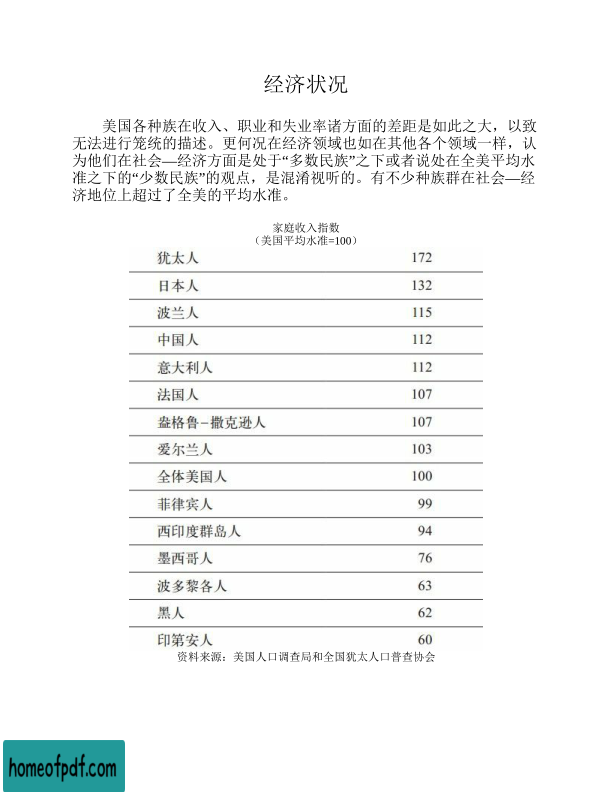 经济状况
美国各种族在收入、职业和失业率诸方面的差距是如此之大，以致
无法进行笼统的描述。更何况在经济领域也如在其他各个领域一样，认
为他们在社会—经济方面是处于“多数民族”之下或者说处在全美平均水
准之下的“少数民族”的观点，是混淆视听的。有不少种族群在社会—经
济地位上超过了全美的平均水准。
家庭收入指数
（美国平均水准=100）
犹太人 172
日本人 132
波兰人 115
中国人 112
意大利人 112
法国人 107
盎格鲁-撒克逊人 107
爱尔兰人 103
全体美国人 100
菲律宾人 99
西印度群岛人 94
墨西哥人 76
波多黎各人 63
黑人 62
印第安人 60
资料来源：美国人口调查局和全国犹太人口普查协会
homeofpdf.com